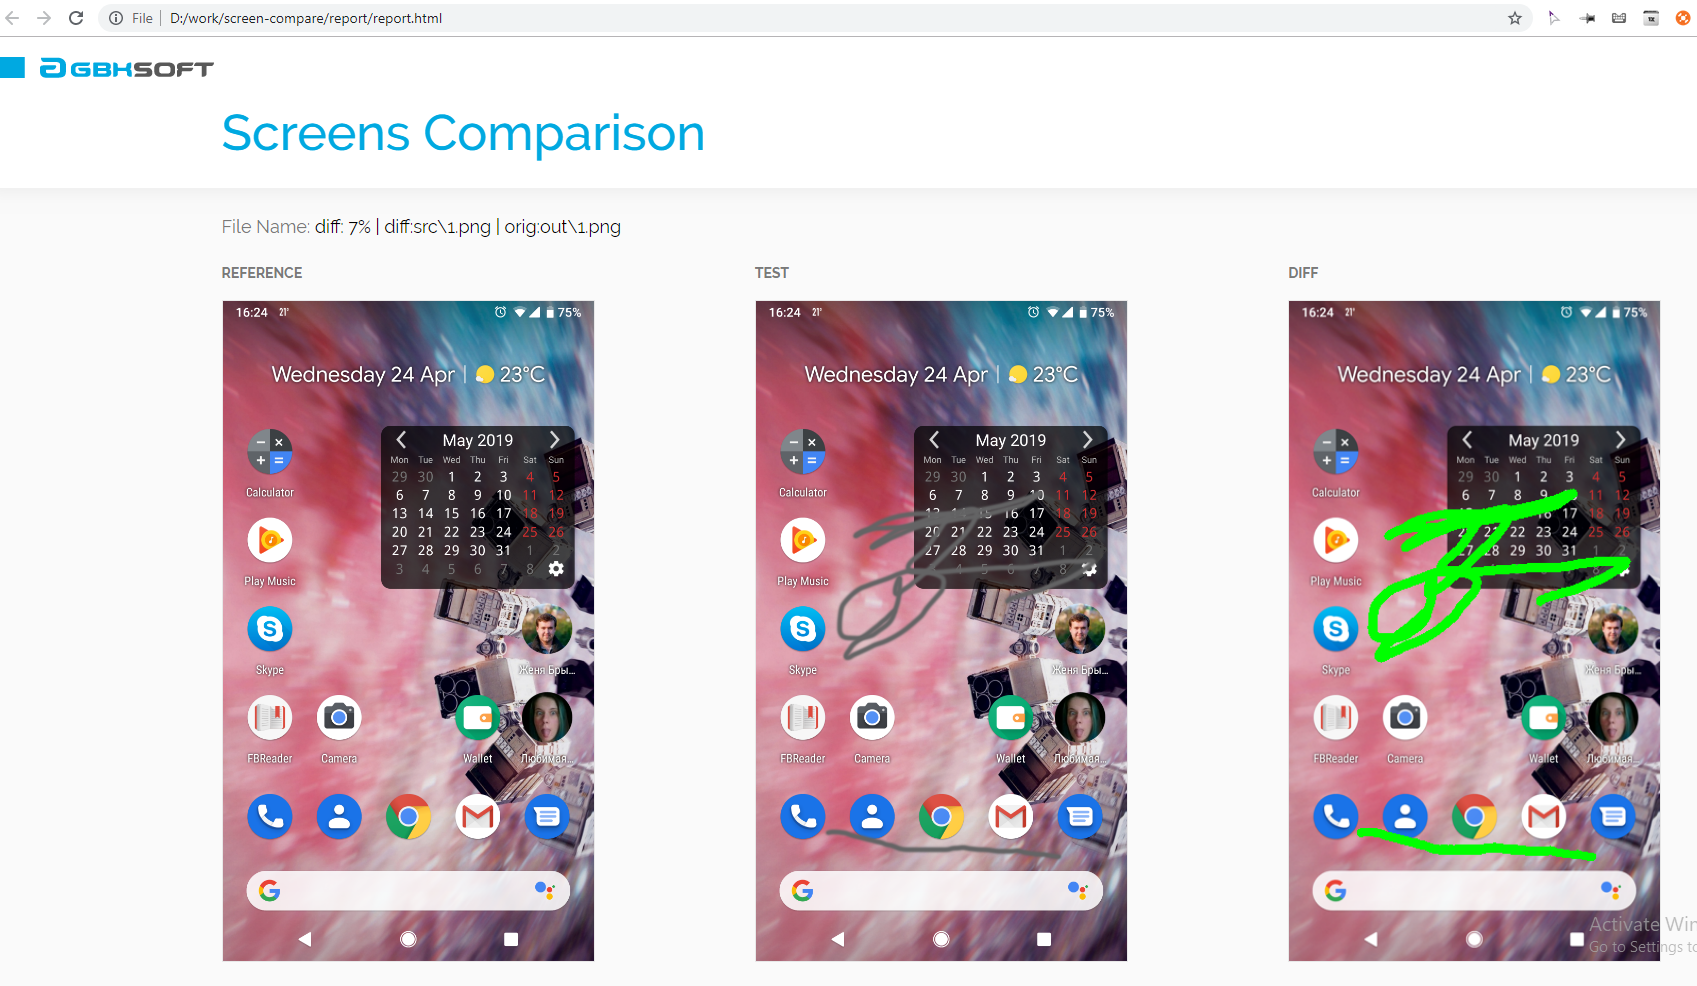 File D:/work/screen-compare/report/report.html
GBKSOFT
Screens Comparison
File Name: diff: 7% | diff:src\1.png | orig:out\1.png
REFERENCE
16:24 21° 75%
Wednesday 24 Apr | 23°C
May 2019
Mon Tue Wed Thu Fri Sat Sun
29 30 1 2 3 4 5
6 7 8 9 10 11 12
13 14 15 16 17 18 19
20 21 22 23 24 25 26
27 28 29 30 31 1 2
3 4 5 6 7 8
Calculator
Play Music
Skype
Женя Бры...
FBReader Camera Wallet Любимая...
TEST
16:24 21° 75%
Wednesday 24 Apr | 23°C
May 2019
Mon Tue Wed Thu Fri Sat Sun
29 30 1 2 3 4 5
6 7 8 9 10 11 12
13 14 15 16 17 18 19
20 21 22 23 24 25 26
27 28 29 30 31 1 2
4 5 6 7 8
Calculator
Play Music
Skype
Женя Бры...
FBReader Camera Wallet Любимая...
DIFF
16:24 21° 75%
Wednesday 24 Apr | 23°C
May 2019
Mon Tue Wed Thu Fri Sat Sun
29 30 1 2 3 4 5
6 7 8 9 11 12
16 17 18 19
20 21 22 23 24 25 26
27 28 29 30 31 1 2
Calculator
Play Music
Skype
Женя Бры...
FBReader Camera Wallet Любимая...
Activate Win
Go to Settings to